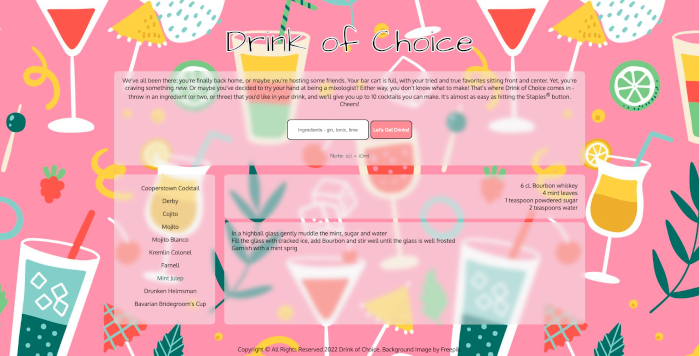 Drink of Choice
We've all been there: you're finally back home, or maybe you're hosting some friends. Your bar cart is full, with your tried and true favorites sitting front and center. Yet, you're
craving something new. Or maybe you've decided to try your hand at being a mixologist! Either way, you don't know what to make! That's where Drink of Choice comes in -
throw in an ingredient (or two, or three) that you'd like in your drink, and we'll give you up to 10 cocktails you can make. It's almost as easy as hitting the Staples® button.
Cheers!
Ingredients - gin, tonic, lime
Let's Get Drinks!
Note: 1cl = 10ml
Cooperstown Cocktail
Derby
Cojito
Mojito
Mojito Blanco
Kremlin Colonel
Farnell
Mint Julep
Drunken Helmsman
Bavarian Bridegroom's Cup
6 cL Bourbon whiskey
4 mint leaves
1 teaspoon powdered sugar
2 teaspoons water
In a highball glass gently muddle the mint, sugar and water
Fill the glass with cracked ice, add Bourbon and stir well until the glass is well frosted
Garnish with a mint sprig
Copyright © All Rights Reserved 2022 Drink of Choice. Background Image by Freepik